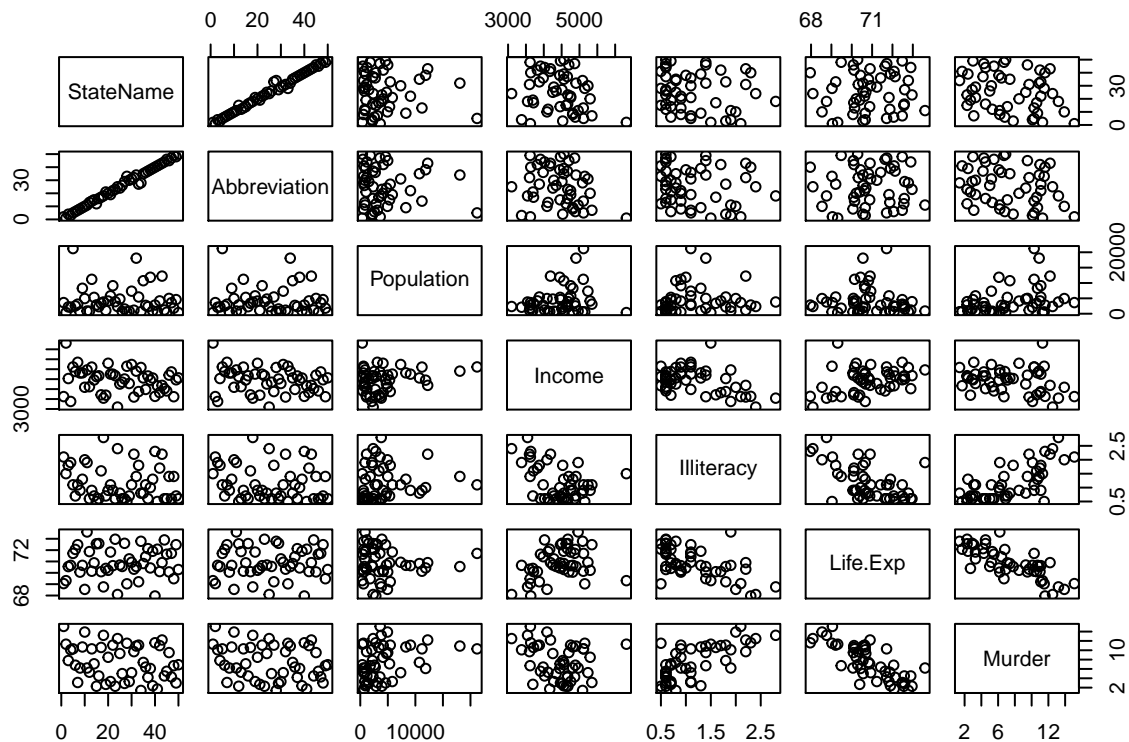 0 20 40
3000 5000
68 71
StateName
0 30
0 30
Abbreviation
Population
0 20000
3000
Income
Illiteracy
0.5 2.5
68 72
Life.Exp
Murder
2 10
0 20 40
0 10000
0.5 1.5 2.5
2 6 12